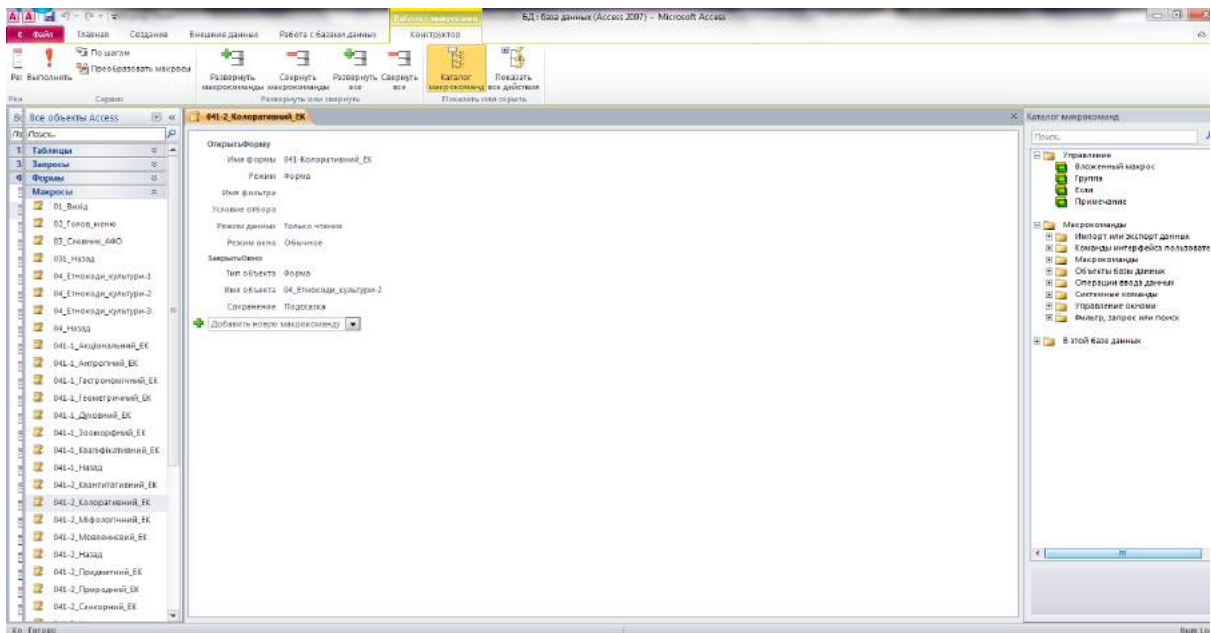 Работа с макросами
БД : база данных (Access 2007) - Microsoft Access
Файл
Главная
Создание
Внешние данные
Работа с базами данных
Конструктор
Выполнить
По шагам
Преобразовать макросы
Сервис
Развернуть макрокоманды
Свернуть макрокоманды
Развернуть все
Свернуть все
Развернуть или свернуть
Каталог макрокоманд
Показать все действия
Показать или скрыть
Все объекты Access
Поиск...
Таблицы
Запросы
Формы
Макросы
01_Вихід
02_Голов_меню
03_Словник_4ФО
031_Назад
04_Етнокоди_культури-1
04_Етнокоди_культури-2
04_Етнокоди_культури-3
04_Назад
041-1_Акціональний_ЕК
041-1_Антропний_ЕК
041-1_Гастрономічний_ЕК
041-1_Геометричний_ЕК
041-1_Духовний_ЕК
041-1_Зооморфний_ЕК
041-1_Кваліфікативний_ЕК
041-1_Назад
041-2_Квантитативний_ЕК
041-2_Колоративний_ЕК
041-2_Міфологічний_ЕК
041-2_Мовленнєвий_ЕК
041-2_Назад
041-2_Предметний_ЕК
041-2_Природний_ЕК
041-2_Сенсорний_ЕК
041-2_Колоративний_ЕК
ОткрытьФорму
Имя формы 041-Колоративний_ЕК
Режим Форма
Имя фильтра
Условие отбора
Режим данных Только чтение
Режим окна Обычное
ЗакрытьОкно
Тип объекта Форма
Имя объекта 04_Етнокоди_культури-2
Сохранение Подсказка
Добавить новую макрокоманду
Каталог макрокоманд
Поиск...
Управление
Вложенный макрос
Группа
Если
Примечание
Макрокоманды
Импорт или экспорт данных
Команды интерфейса пользовате
Макрокоманды
Объекты базы данных
Операции ввода данных
Системные команды
Управление окнами
Фильтр, запрос или поиск
В этой базе данных
Готово